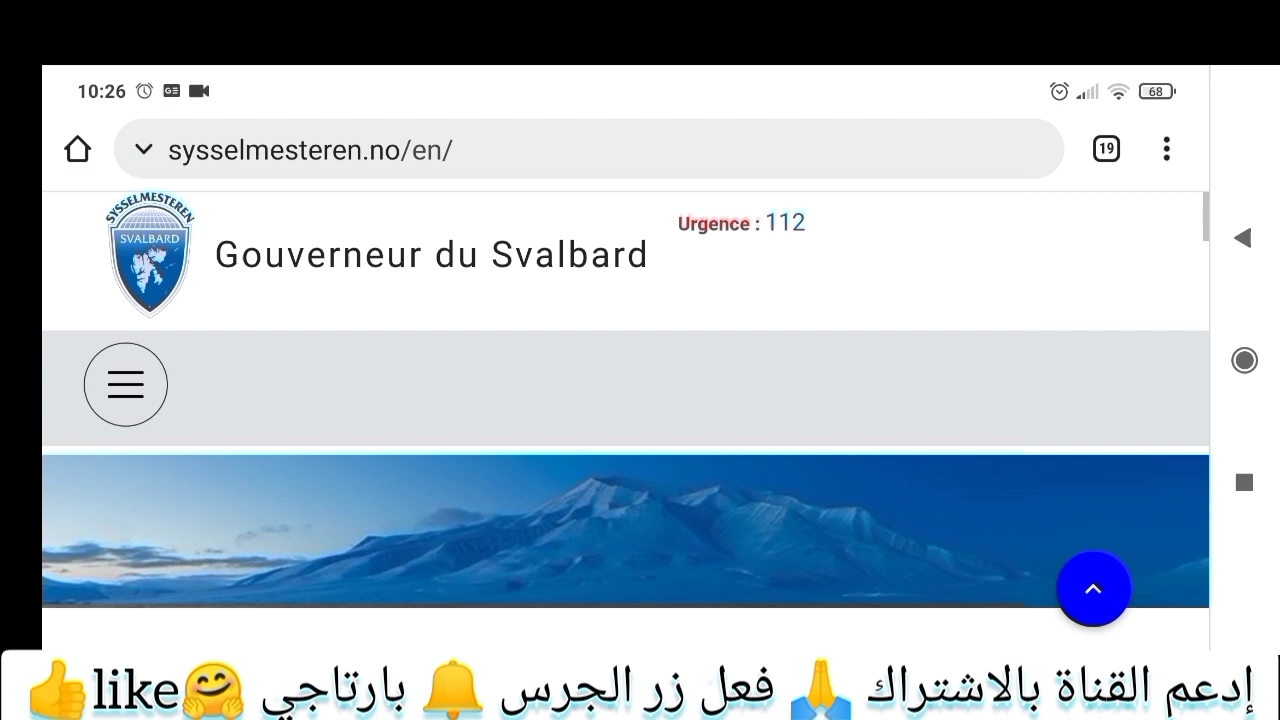 10:26
68
sysselmesteren.no/en/
19
SYSSELMESTEREN
SVALBARD
Gouverneur du Svalbard
Urgence : 112
إدعم القناة بالاشتراك 🙏 فعل زر الجرس 🔔 بارتاجي 🤗like👍